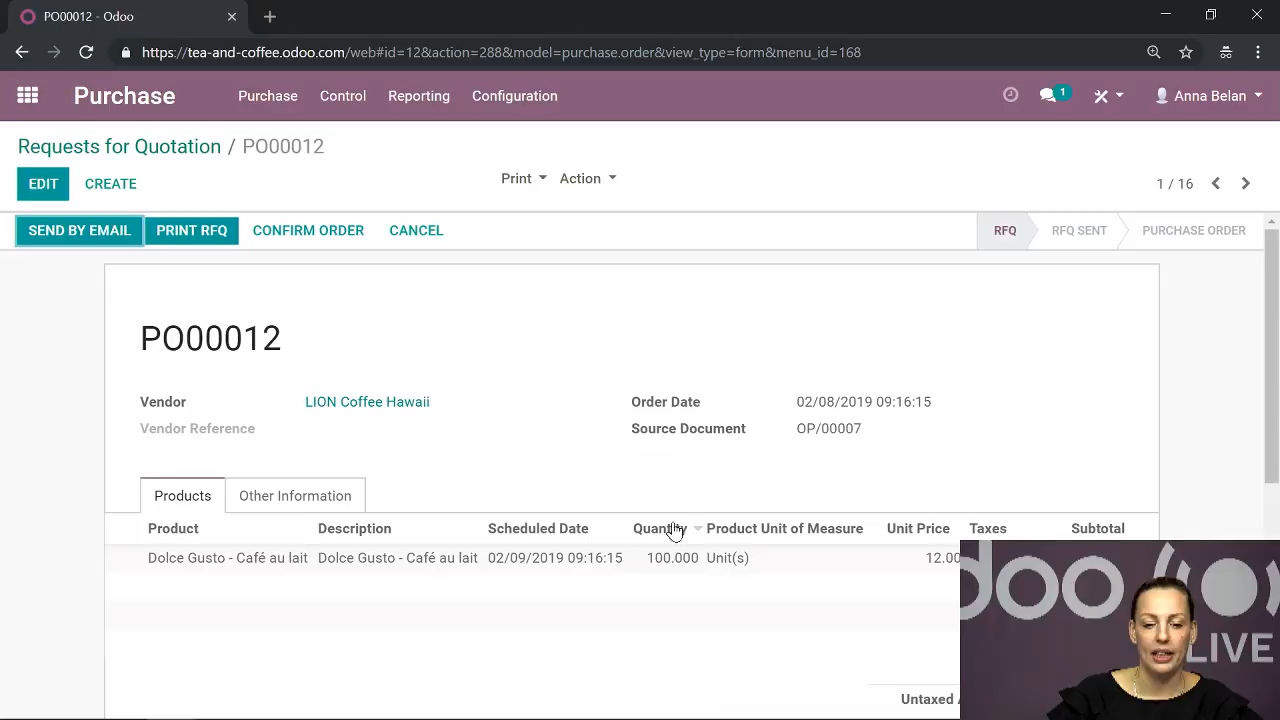 PO00012 - Odoo
https://tea-and-coffee.odoo.com/web#id=12&action=288&model=purchase.order&view_type=form&menu_id=168
Purchase Purchase Control Reporting Configuration 1 Anna Belan
Requests for Quotation / PO00012
EDIT CREATE Print Action 1 / 16
SEND BY EMAIL PRINT RFQ CONFIRM ORDER CANCEL RFQ RFQ SENT PURCHASE ORDER
PO00012
Vendor LION Coffee Hawaii Order Date 02/08/2019 09:16:15
Vendor Reference Source Document OP/00007
Products Other Information
Product Description Scheduled Date Quantity Product Unit of Measure Unit Price Taxes Subtotal
Dolce Gusto - Café au lait Dolce Gusto - Café au lait 02/09/2019 09:16:15 100.000 Unit(s) 12.00
doo
LIVE
Untaxed